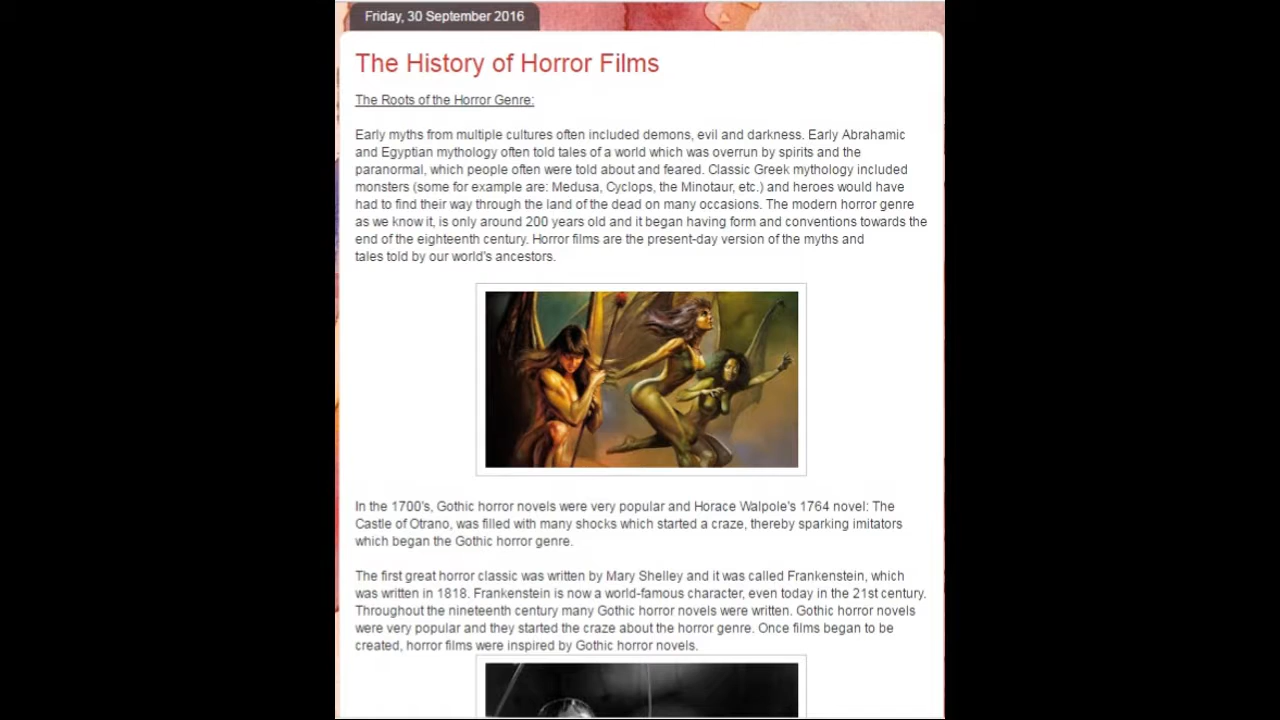 Friday, 30 September 2016
The History of Horror Films
The Roots of the Horror Genre:
Early myths from multiple cultures often included demons, evil and darkness. Early Abrahamic
and Egyptian mythology often told tales of a world which was overrun by spirits and the
paranormal, which people often were told about and feared. Classic Greek mythology included
monsters (some for example are: Medusa, Cyclops, the Minotaur, etc.) and heroes would have
had to find their way through the land of the dead on many occasions. The modern horror genre
as we know it, is only around 200 years old and it began having form and conventions towards the
end of the eighteenth century. Horror films are the present-day version of the myths and
tales told by our world's ancestors.
In the 1700's, Gothic horror novels were very popular and Horace Walpole's 1764 novel: The
Castle of Otrano, was filled with many shocks which started a craze, thereby sparking imitators
which began the Gothic horror genre.
The first great horror classic was written by Mary Shelley and it was called Frankenstein, which
was written in 1818. Frankenstein is now a world-famous character, even today in the 21st century.
Throughout the nineteenth century many Gothic horror novels were written. Gothic horror novels
were very popular and they started the craze about the horror genre. Once films began to be
created, horror films were inspired by Gothic horror novels.